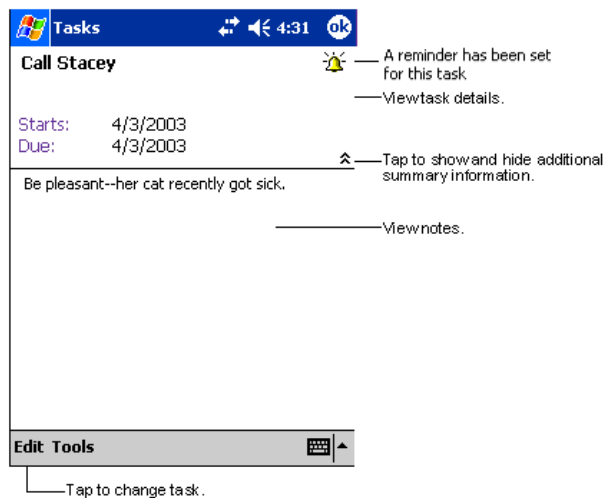 Tasks 4:31 ok
Call Stacey
A reminder has been set
for this task
View task details.
Starts: 4/3/2003
Due: 4/3/2003
Tap to show and hide additional
summary information.
Be pleasant--her cat recently got sick.
View notes.
Edit Tools
Tap to change task.